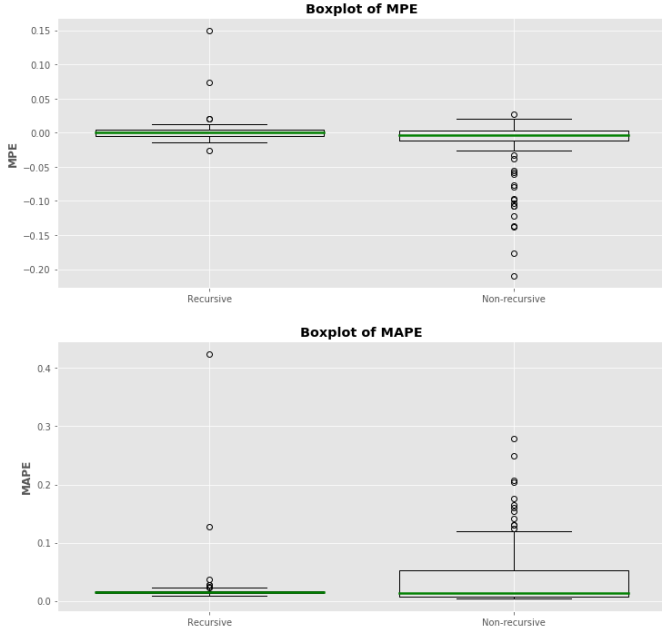 Boxplot of MPE
0.15
0.10
0.05
0.00
−0.05
−0.10
−0.15
−0.20
MPE
Recursive
Non-recursive
Boxplot of MAPE
0.4
0.3
0.2
0.1
0.0
MAPE
Recursive
Non-recursive